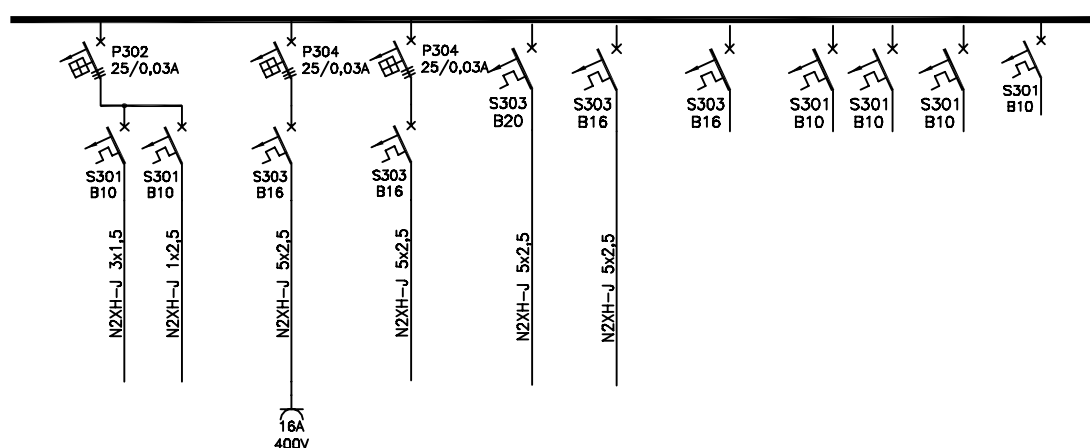 P302
25/0,03A
P304
25/0,03A
P304
25/0,03A
S303
B20
S303
B16
S303
B16
S301
B10
S301
B10
S301
B10
S301
B10
S301
B10
S301
B10
S303
B16
S303
B16
N2XH-J 3x1,5
N2XH-J 1x2,5
N2XH-J 5x2,5
N2XH-J 5x2,5
N2XH-J 5x2,5
N2XH-J 5x2,5
16A
400V